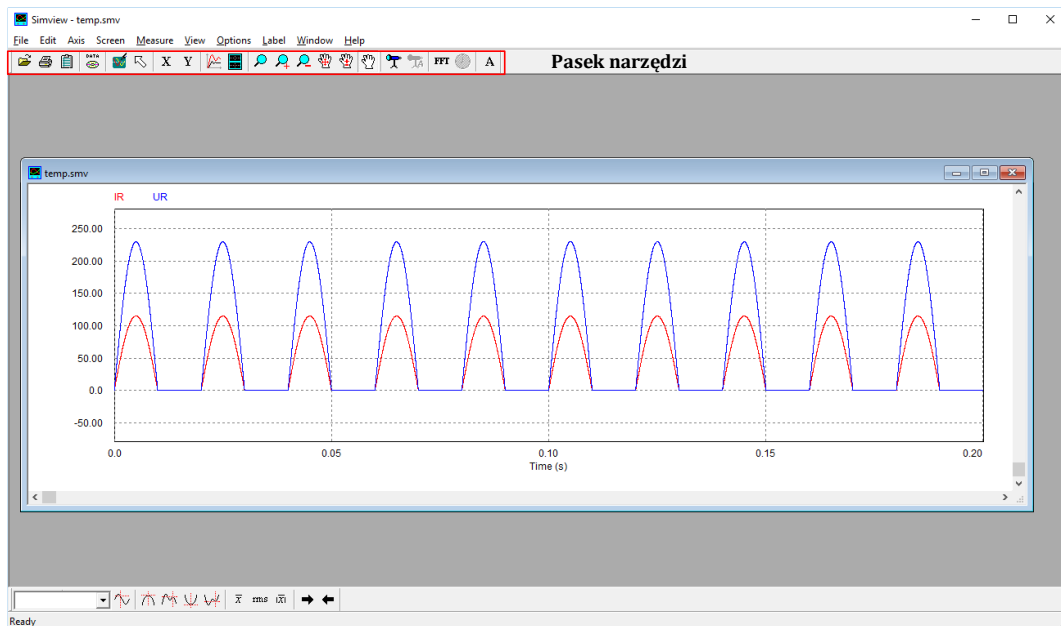 Simview - temp.smv
File Edit Axis Screen Measure View Options Label Window Help
DATA X Y FFT A Pasek narzędzi
temp.smv
IR UR
250.00
200.00
150.00
100.00
50.00
0.0
-50.00
0.0 0.05 0.10 0.15 0.20
Time (s)
x rms |x|
Ready